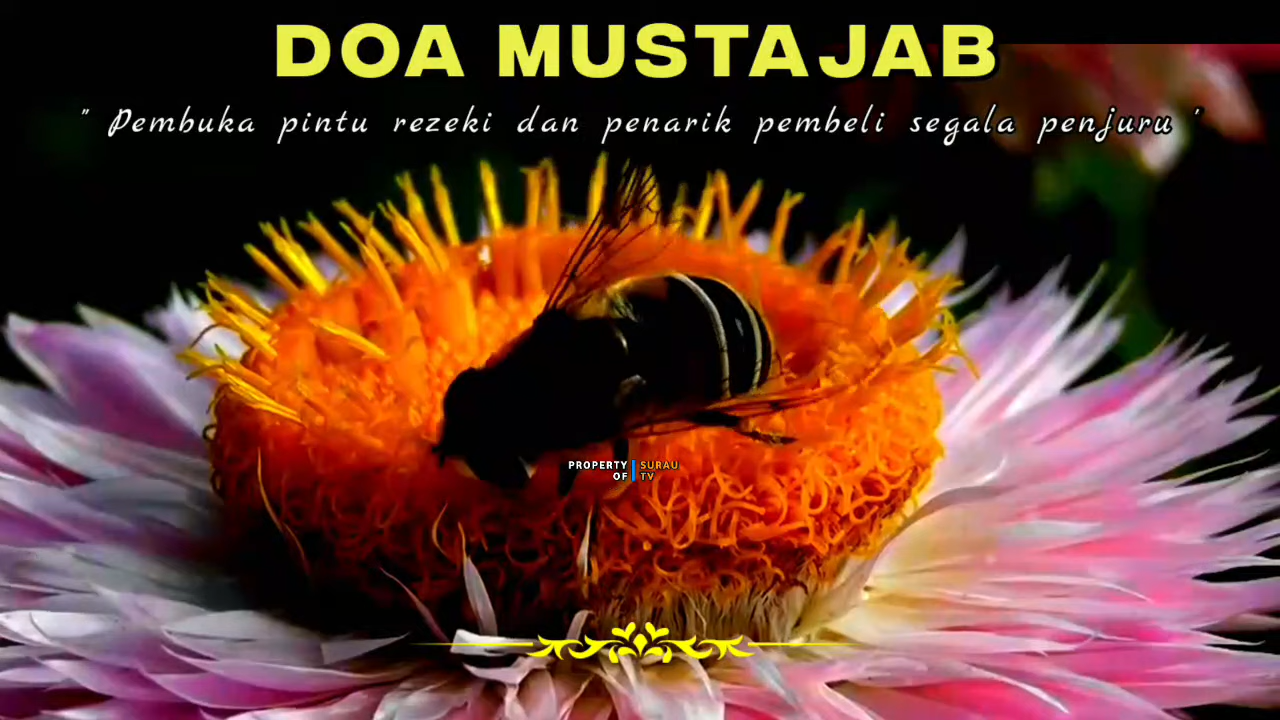 DOA MUSTAJAB
" Pembuka pintu rezeki dan penarik pembeli segala penjuru '
PROPERTY OF
SURAU TV